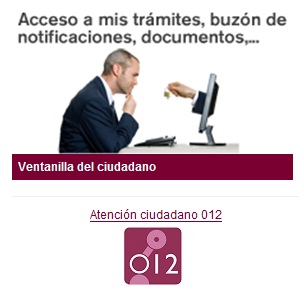 Acceso a mis trámites, buzón de
notificaciones, documentos,...
Ventanilla del ciudadano
Atención ciudadano 012
012